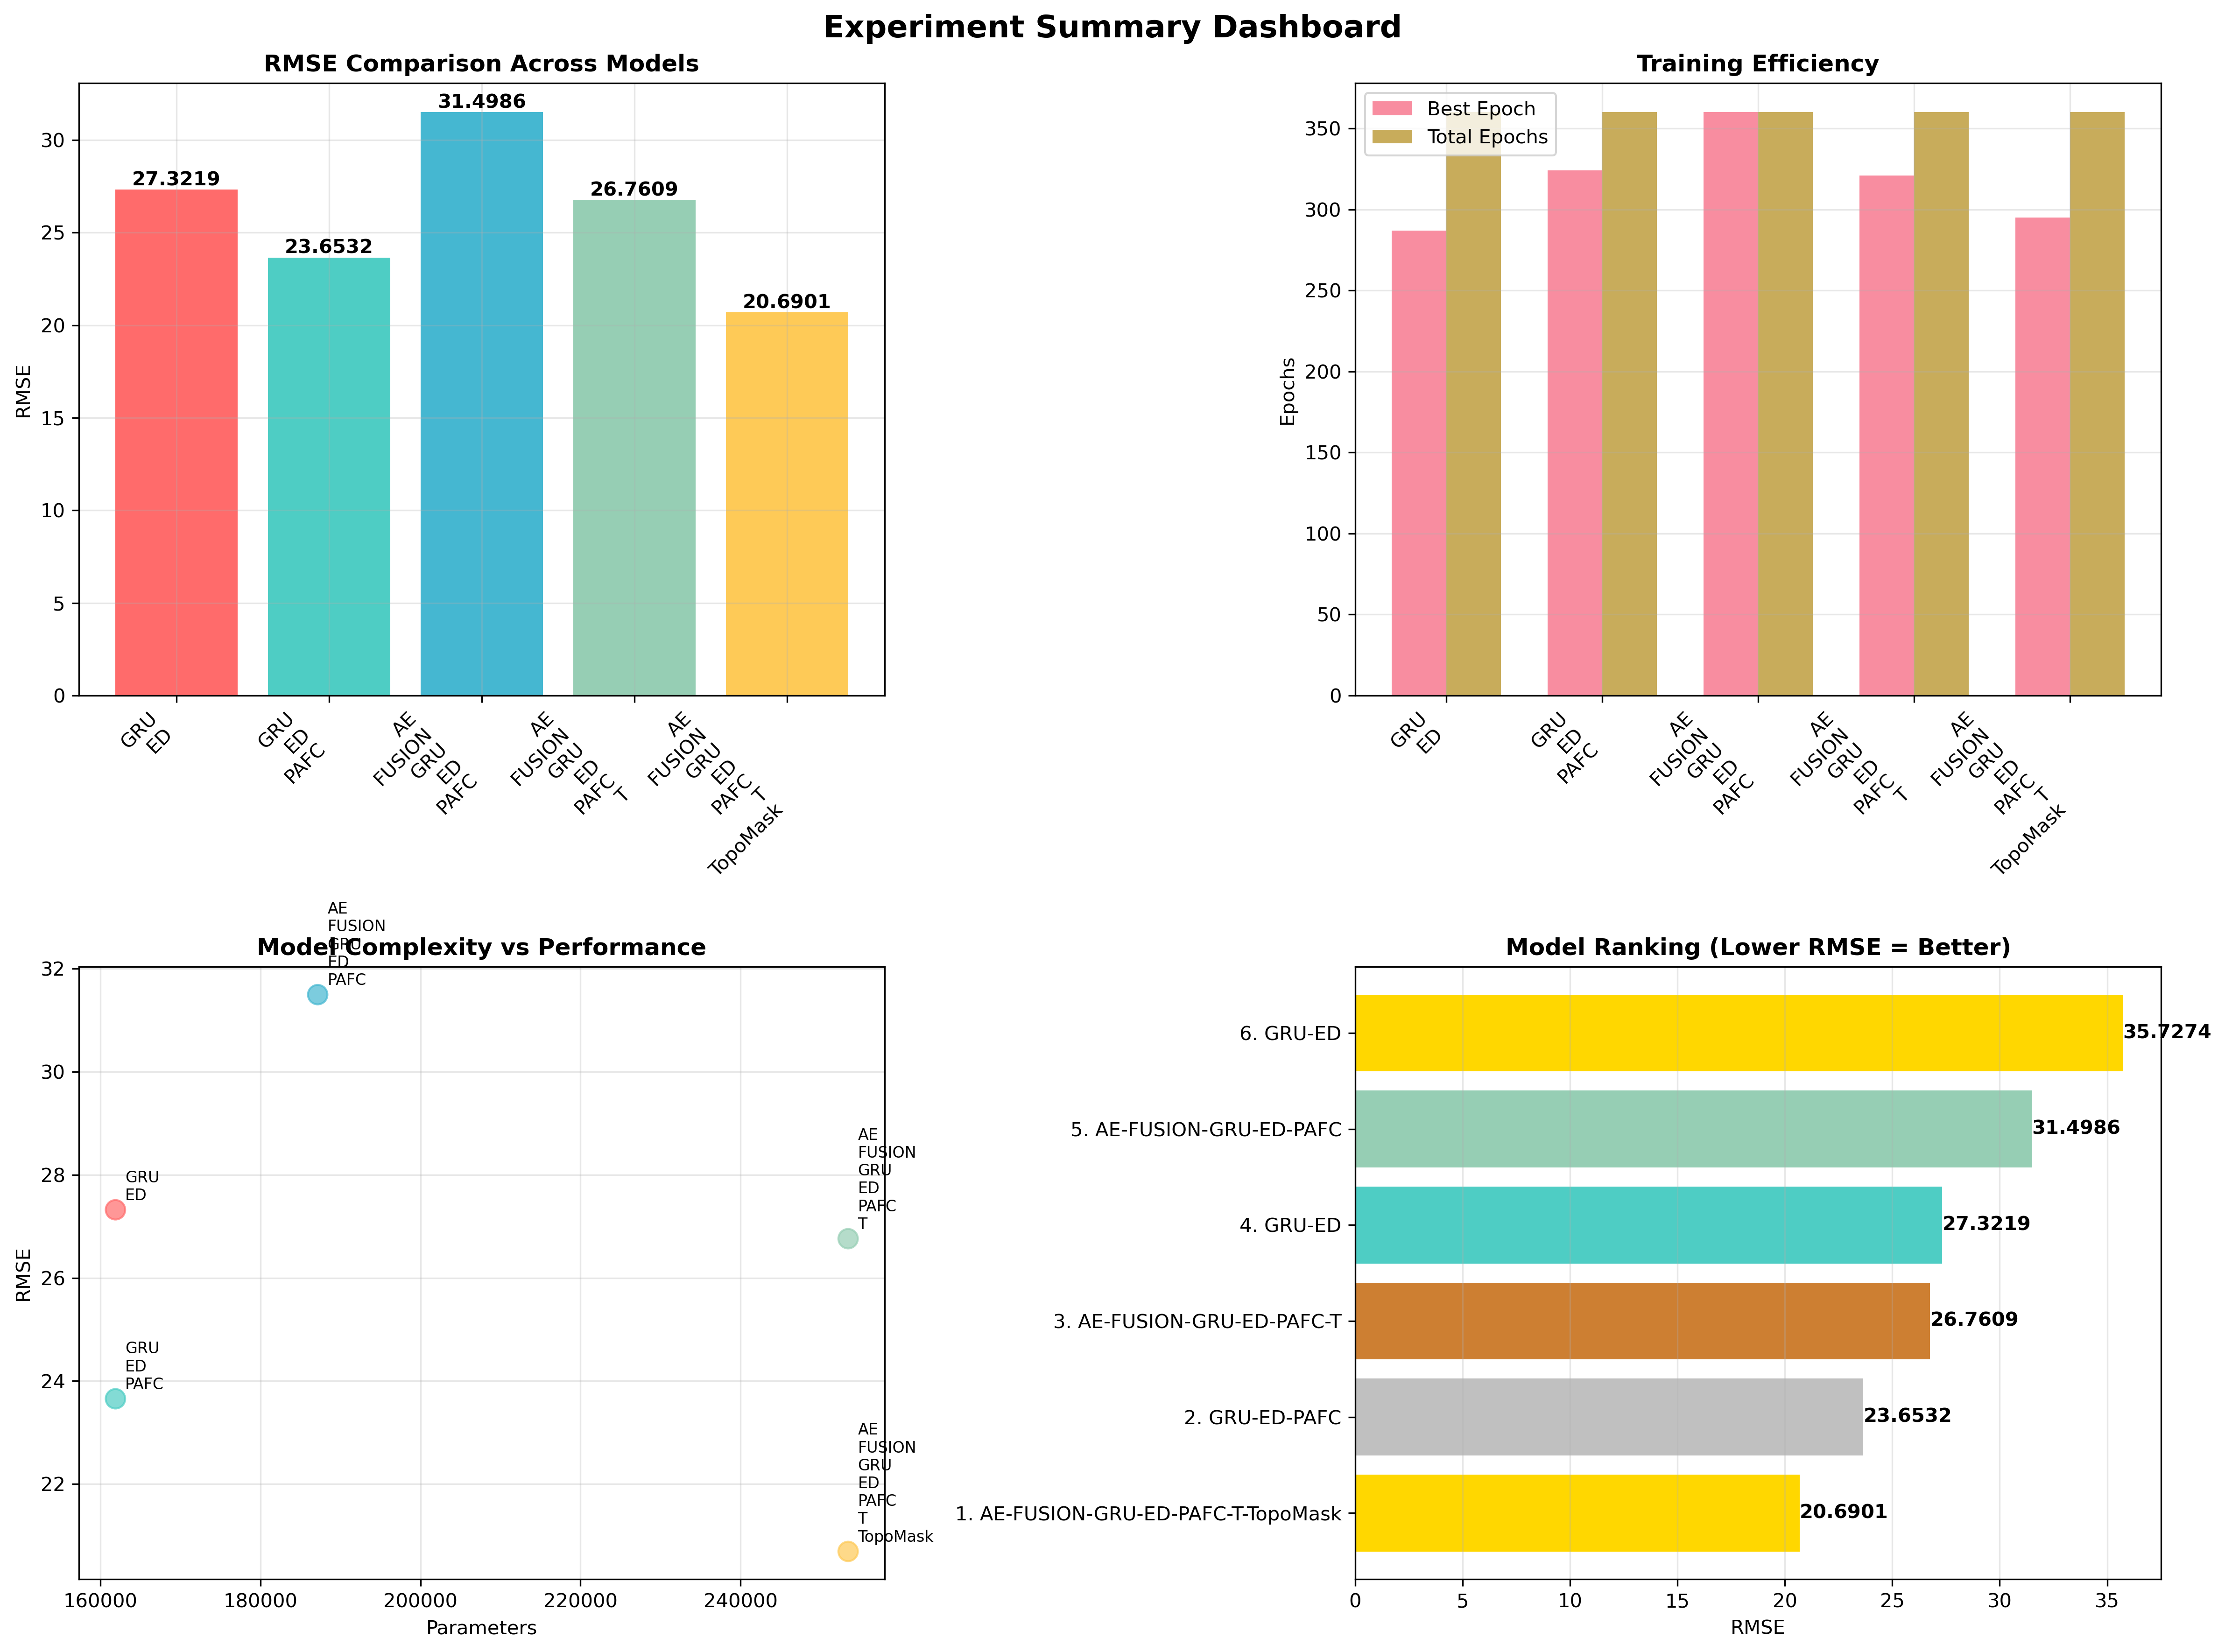 Experiment Summary Dashboard
RMSE Comparison Across Models
RMSE
30
25
20
15
10
5
0
27.3219
23.6532
31.4986
26.7609
20.6901
GRU
ED
GRU
ED
PAFC
AE
FUSION
GRU
ED
PAFC
AE
FUSION
GRU
ED
PAFC
T
AE
FUSION
GRU
ED
PAFC
T
TopoMask
Training Efficiency
Best Epoch
Total Epochs
Epochs
350
300
250
200
150
100
50
0
GRU
ED
GRU
ED
PAFC
AE
FUSION
GRU
ED
PAFC
AE
FUSION
GRU
ED
PAFC
T
AE
FUSION
GRU
ED
PAFC
T
TopoMask
Model Complexity vs Performance
RMSE
32
30
28
26
24
22
AE
FUSION
GRU
ED
PAFC
GRU
ED
AE
FUSION
GRU
ED
PAFC
T
GRU
ED
PAFC
AE
FUSION
GRU
ED
PAFC
T
TopoMask
160000 180000 200000 220000 240000
Parameters
Model Ranking (Lower RMSE = Better)
6. GRU-ED 35.7274
5. AE-FUSION-GRU-ED-PAFC 31.4986
4. GRU-ED 27.3219
3. AE-FUSION-GRU-ED-PAFC-T 26.7609
2. GRU-ED-PAFC 23.6532
1. AE-FUSION-GRU-ED-PAFC-T-TopoMask 20.6901
0 5 10 15 20 25 30 35
RMSE